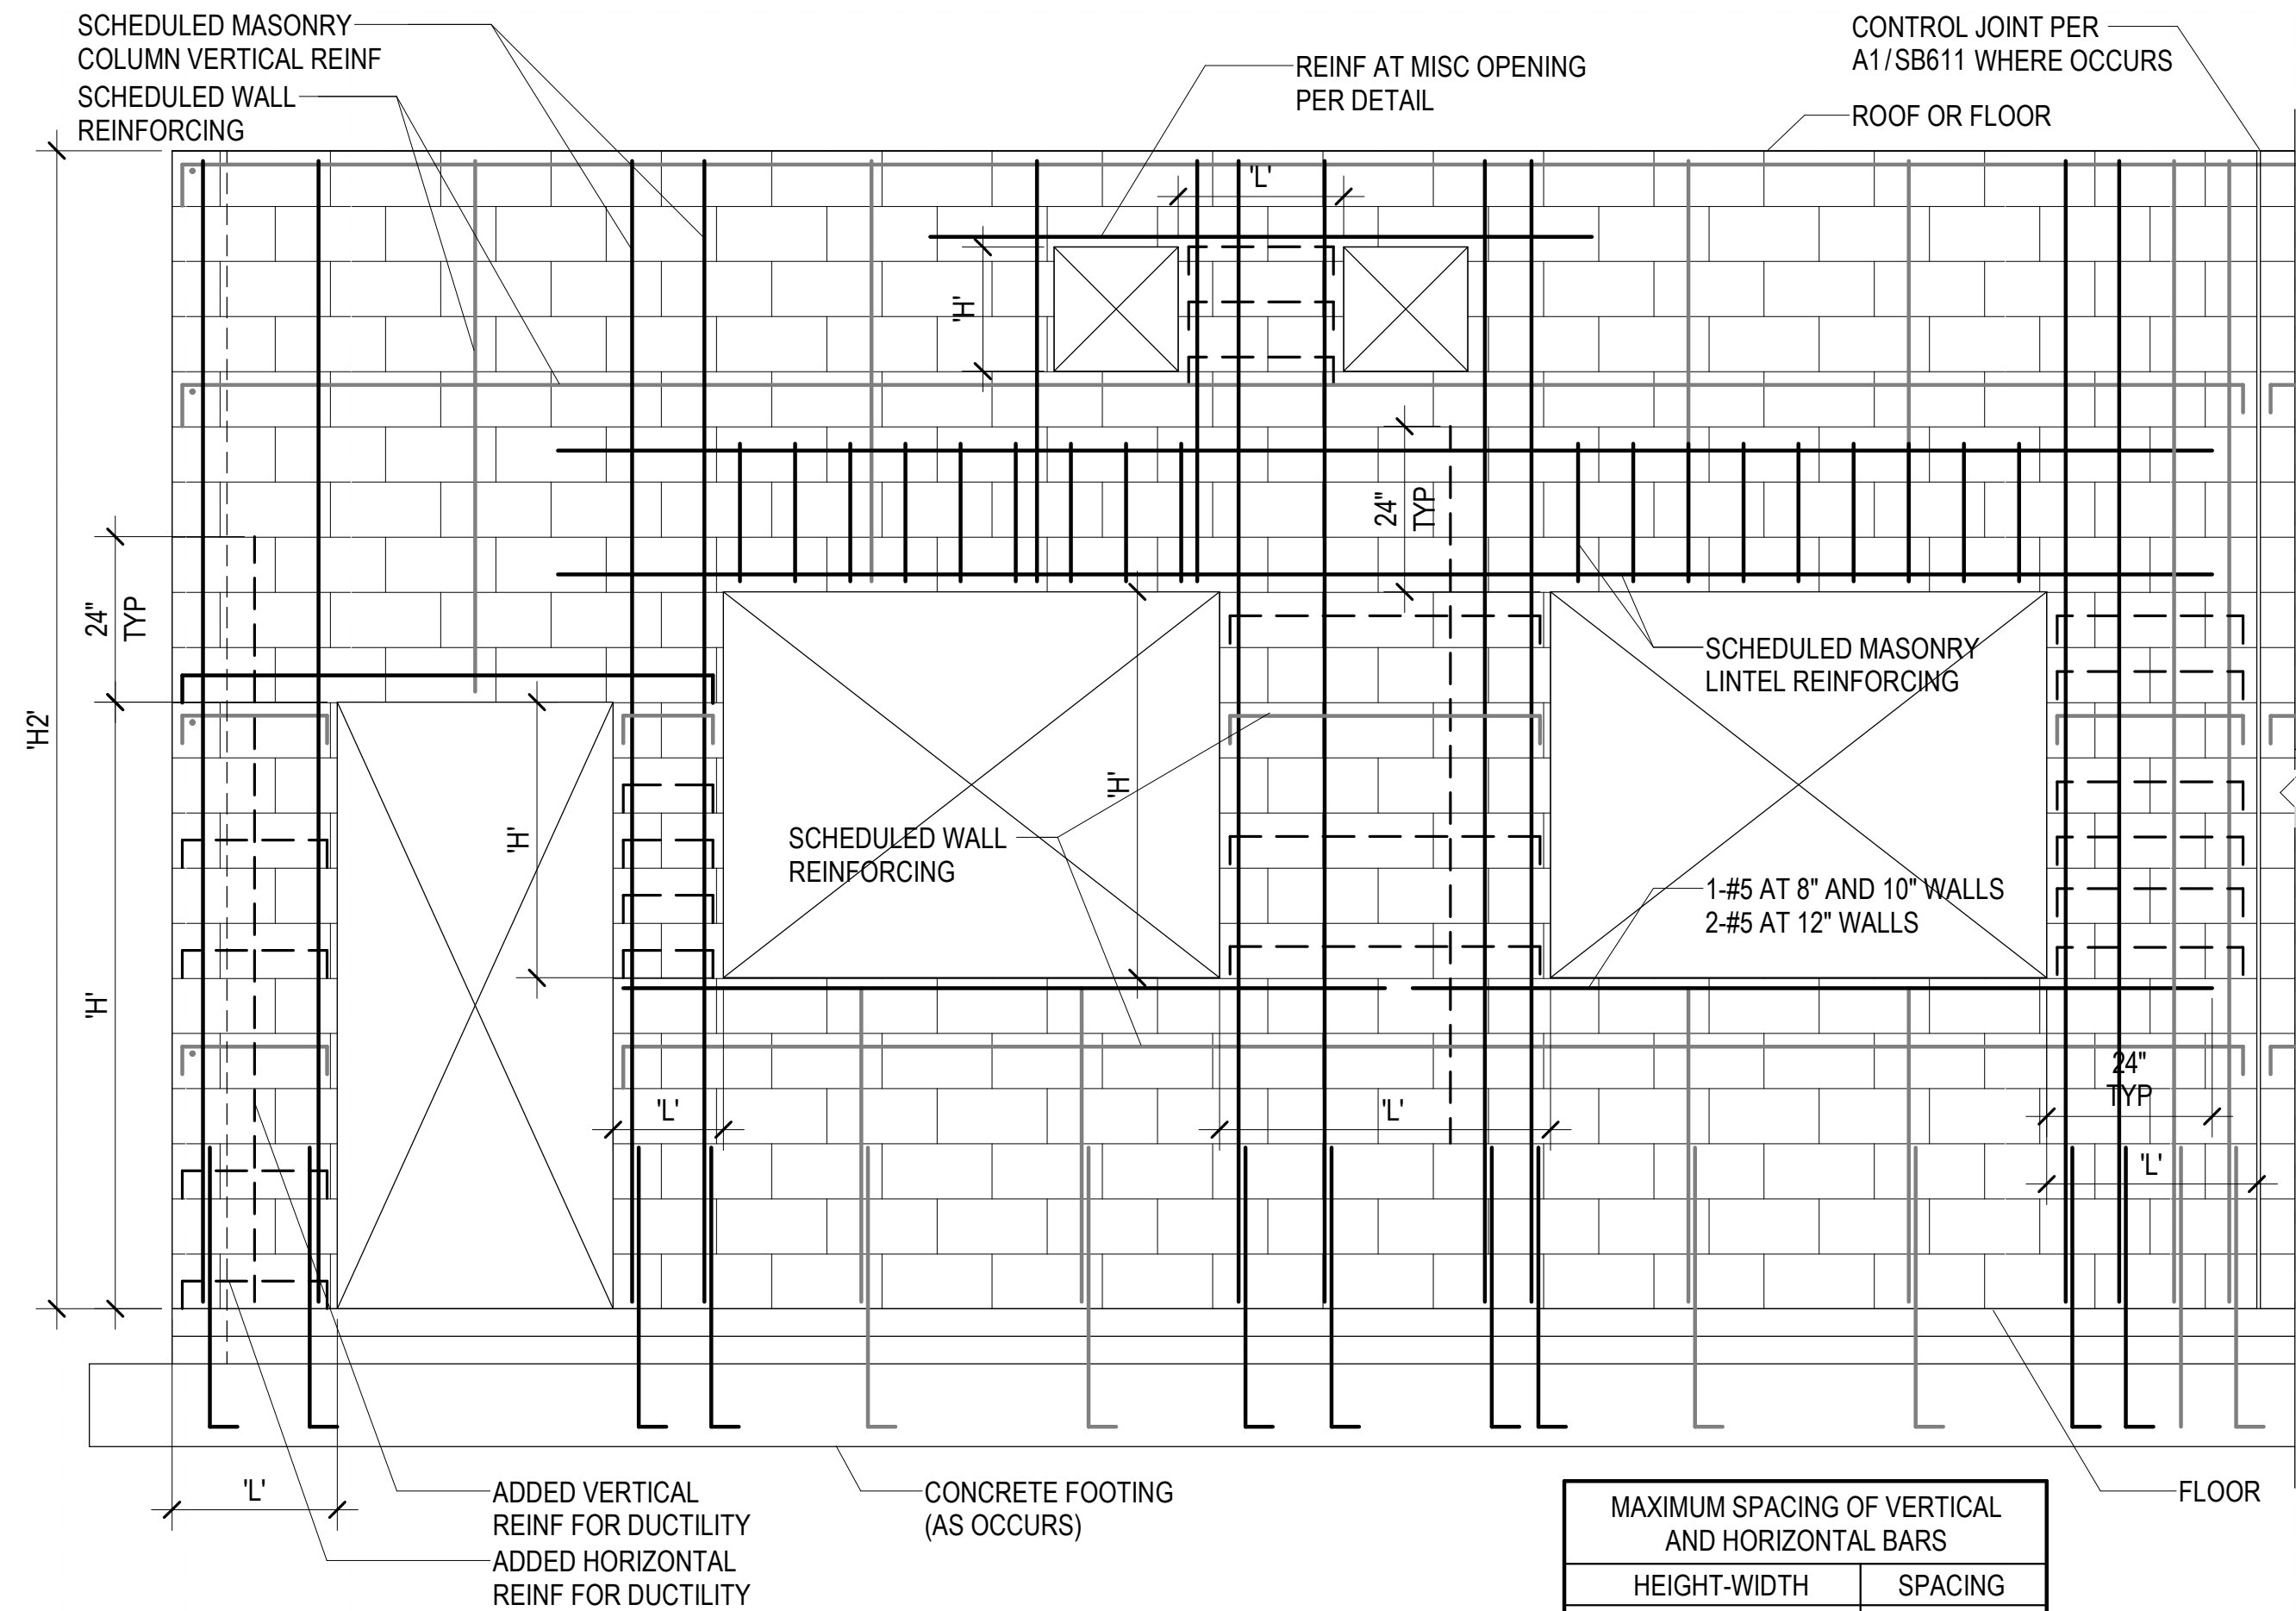 SCHEDULED MASONRY
COLUMN VERTICAL REINF
SCHEDULED WALL
REINFORCING
REINF AT MISC OPENING
PER DETAIL
CONTROL JOINT PER
A1/SB611 WHERE OCCURS
ROOF OR FLOOR
'L'
'H'
24"
TYP
24"
TYP
'H2'
'H'
'H'
'H'
SCHEDULED MASONRY
LINTEL REINFORCING
SCHEDULED WALL
REINFORCING
1-#5 AT 8" AND 10" WALLS
2-#5 AT 12" WALLS
24"
TYP
'L'
'L'
'L'
'L'
ADDED VERTICAL
REINF FOR DUCTILITY
ADDED HORIZONTAL
REINF FOR DUCTILITY
CONCRETE FOOTING
(AS OCCURS)
FLOOR
MAXIMUM SPACING OF VERTICAL
AND HORIZONTAL BARS
HEIGHT-WIDTH
SPACING